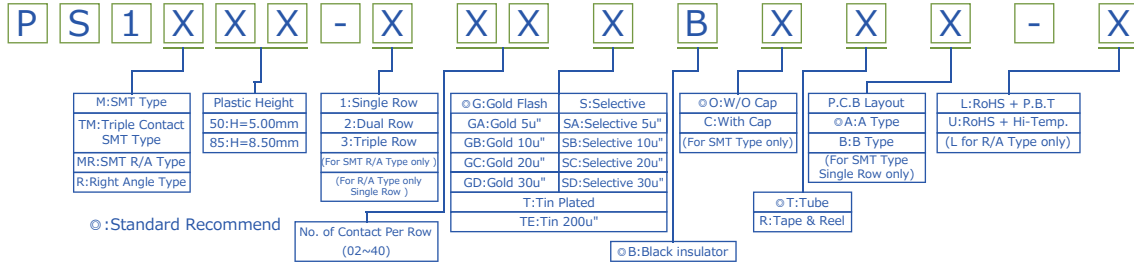 P S 1 X X X - X X X X B X X X - X
M:SMT Type
TM:Triple Contact
SMT Type
MR:SMT R/A Type
R:Right Angle Type
Plastic Height
50:H=5.00mm
85:H=8.50mm
1:Single Row
2:Dual Row
3:Triple Row
(For SMT R/A Type only )
(For R/A Type only
Single Row )
◎G:Gold Flash S:Selective
GA:Gold 5u" SA:Selective 5u"
GB:Gold 10u" SB:Selective 10u"
GC:Gold 20u" SC:Selective 20u"
GD:Gold 30u" SD:Selective 30u"
T:Tin Plated
TE:Tin 200u"
◎O:W/O Cap
C:With Cap
(For SMT Type only)
P.C.B Layout
◎A:A Type
B:B Type
(For SMT Type
Single Row only)
L:RoHS + P.B.T
U:RoHS + Hi-Temp.
(L for R/A Type only)
◎:Standard Recommend
No. of Contact Per Row
(02~40)
◎T:Tube
R:Tape & Reel
◎B:Black insulator